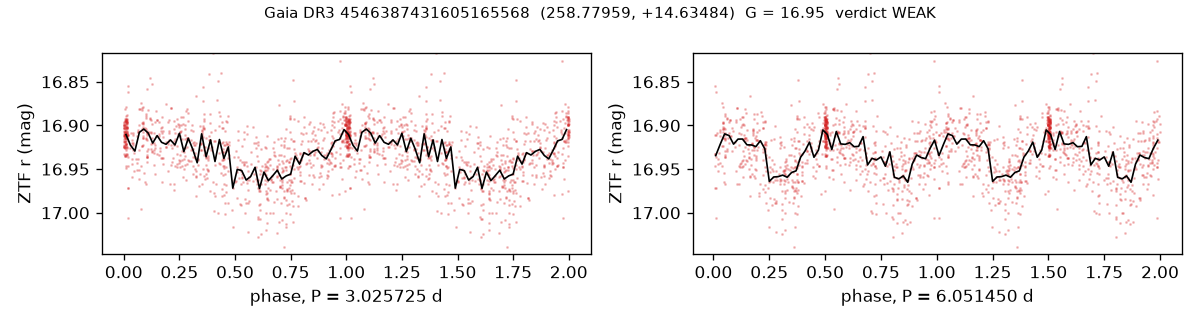 Gaia DR3 4546387431605165568 (258.77959, +14.63484) G = 16.95 verdict WEAK
ZTF r (mag)
16.85
16.90
16.95
17.00
0.00 0.25 0.50 0.75 1.00 1.25 1.50 1.75 2.00
phase, P = 3.025725 d
ZTF r (mag)
16.85
16.90
16.95
17.00
0.00 0.25 0.50 0.75 1.00 1.25 1.50 1.75 2.00
phase, P = 6.051450 d